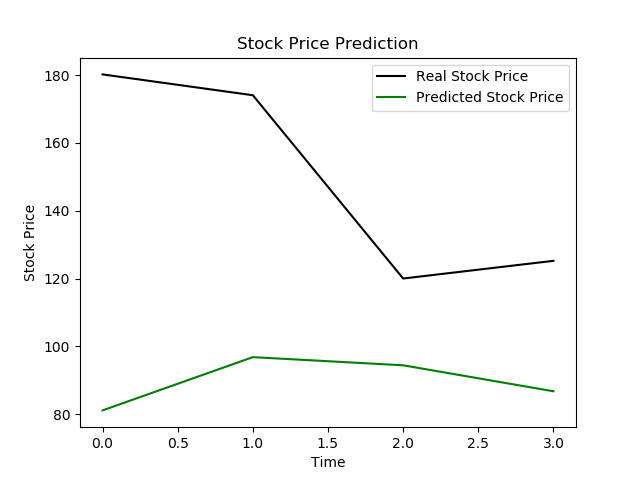 Stock Price Prediction
Real Stock Price
Predicted Stock Price
Stock Price
180
160
140
120
100
80
0.0 0.5 1.0 1.5 2.0 2.5 3.0
Time